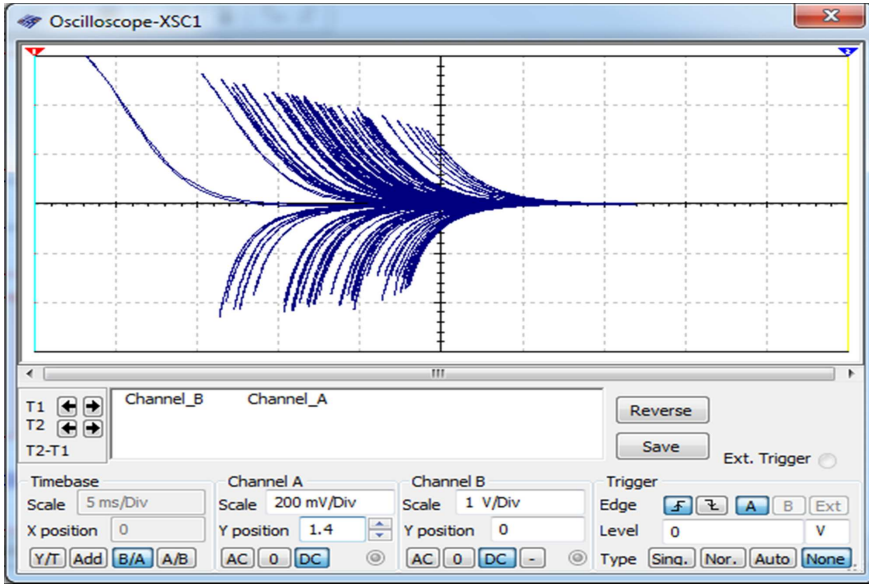 Oscilloscope-XSC1
T1
T2
T2-T1
Channel_B Channel_A
Reverse
Save
Ext. Trigger
Timebase
Scale 5 ms/Div
X position 0
Y/T Add B/A A/B
Channel A
Scale 200 mV/Div
Y position 1.4
AC 0 DC
Channel B
Scale 1 V/Div
Y position 0
AC 0 DC -
Trigger
Edge A B Ext
Level 0 V
Type Sing. Nor. Auto None